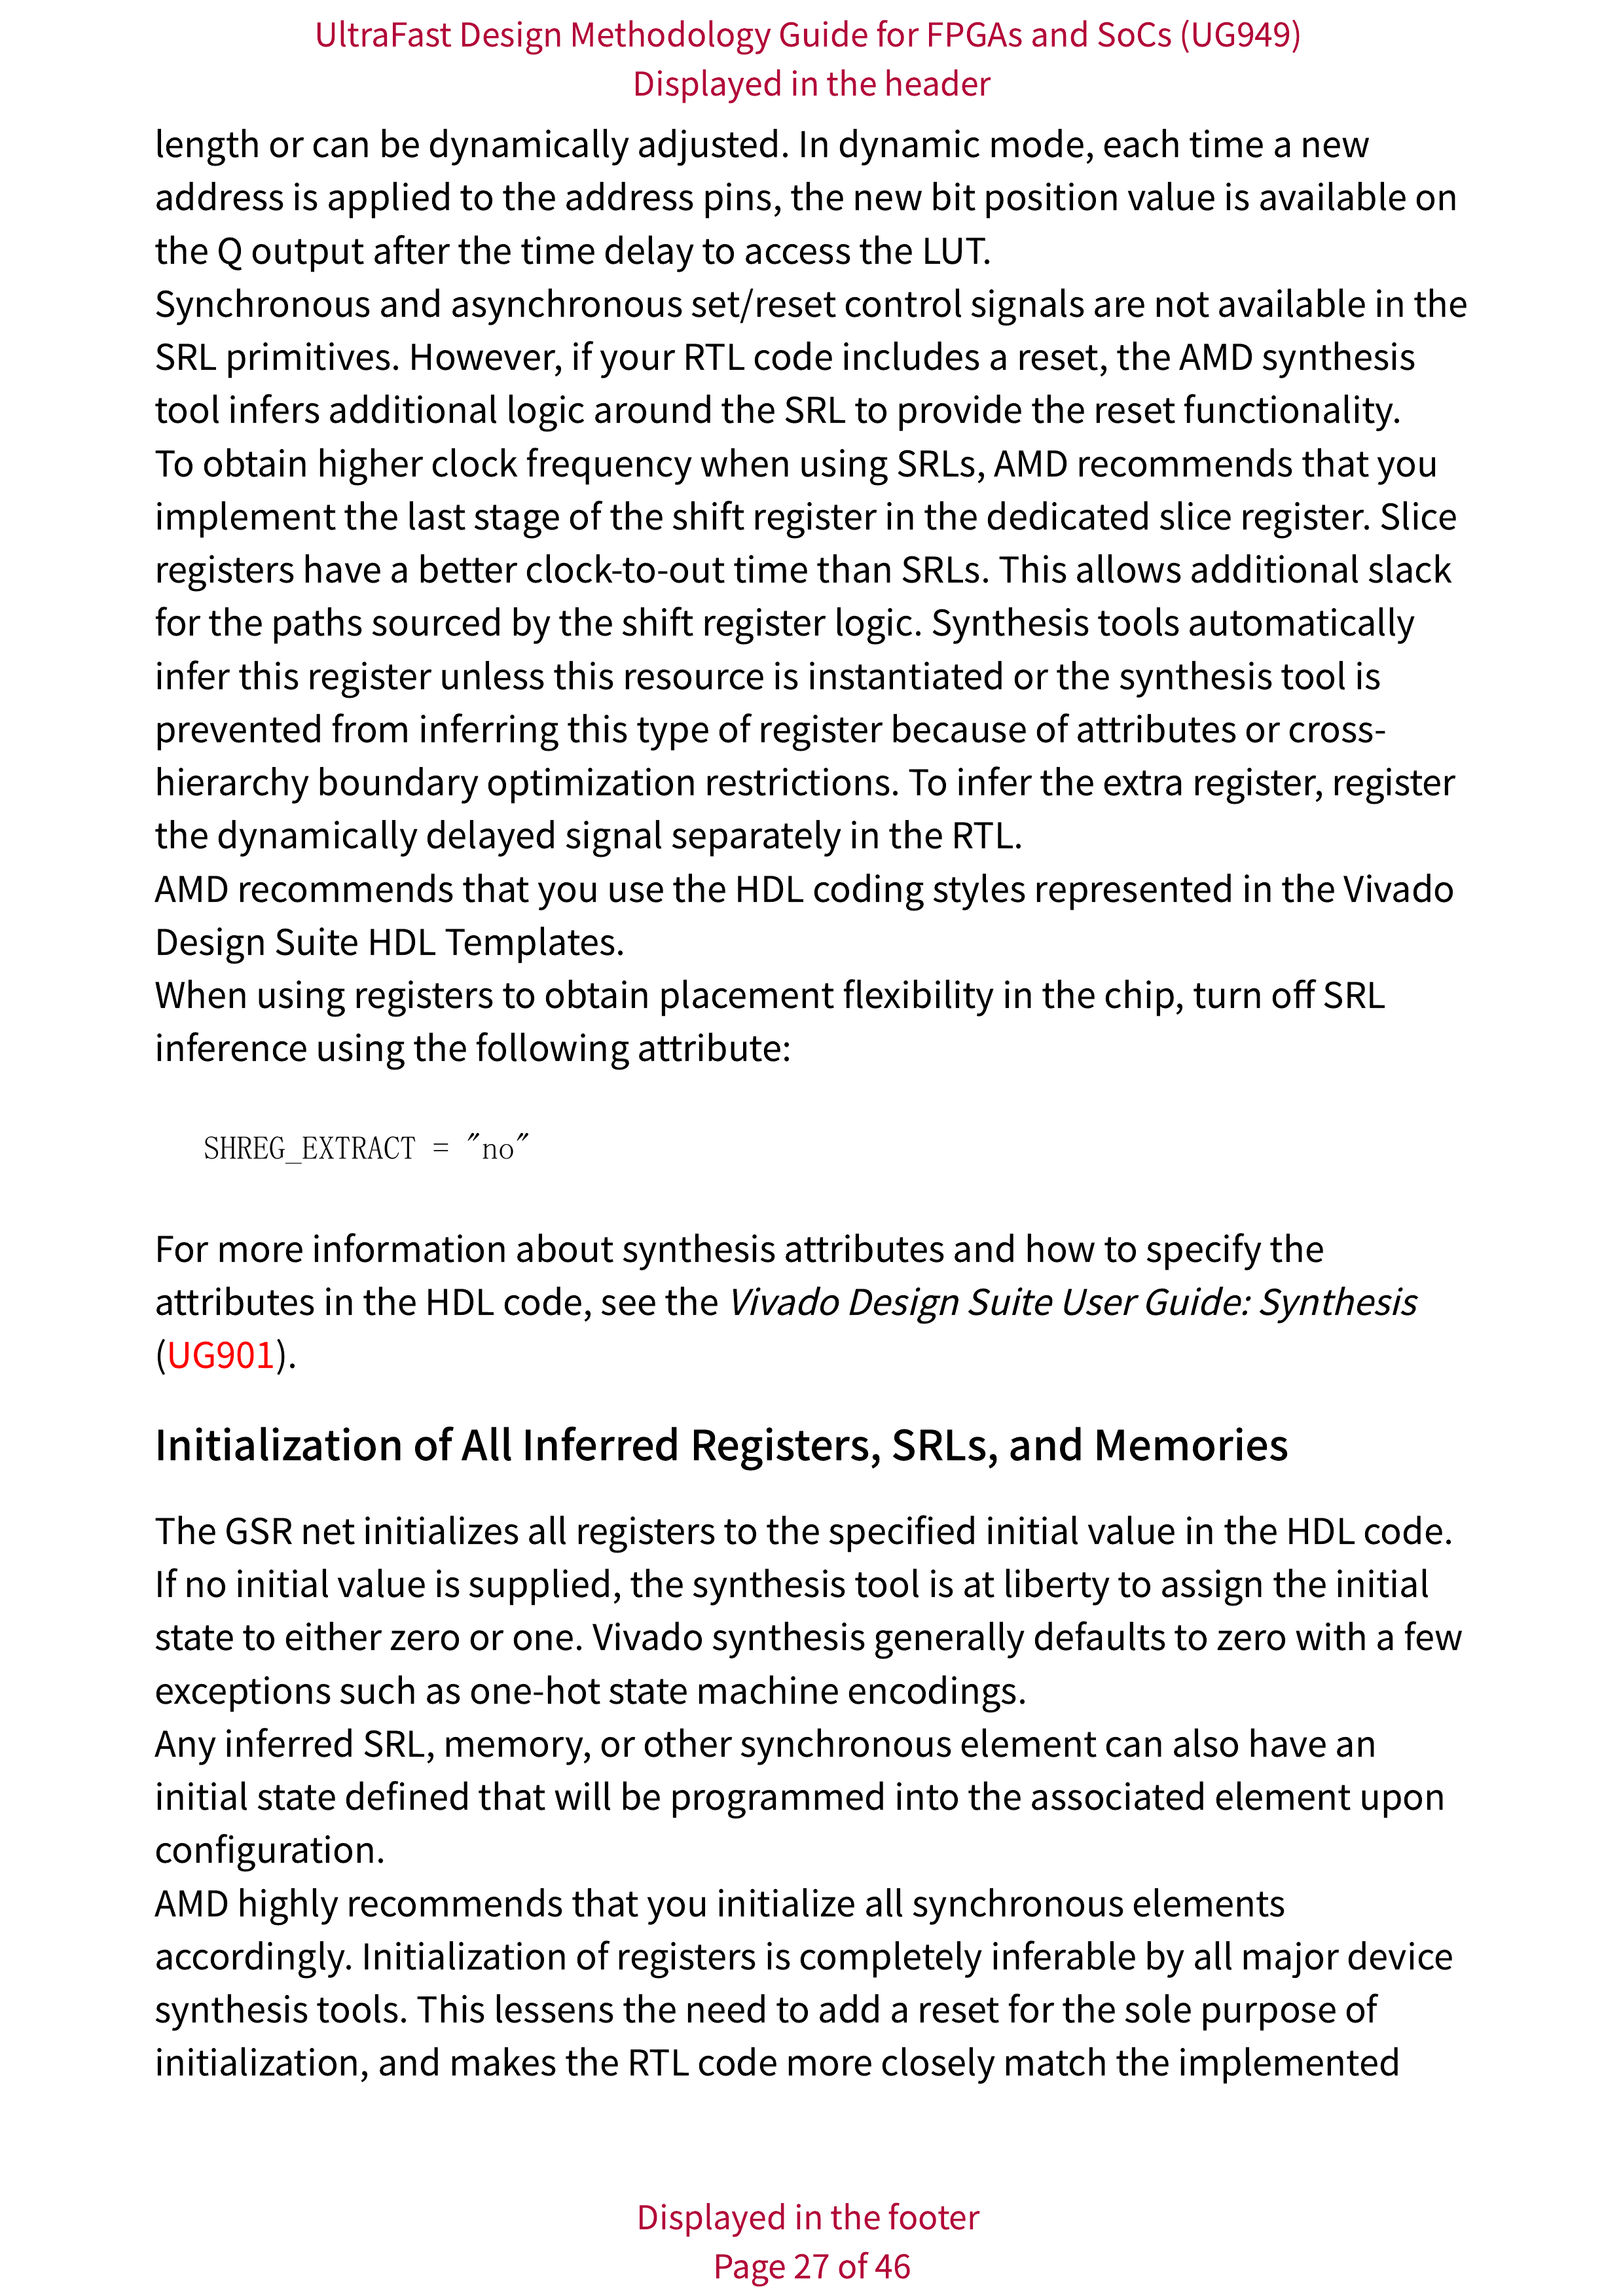 UltraFast Design Methodology Guide for FPGAs and SoCs (UG949)
Displayed in the header
length or can be dynamically adjusted. In dynamic mode, each time a new
address is applied to the address pins, the new bit position value is available on
the Q output after the time delay to access the LUT.
Synchronous and asynchronous set/reset control signals are not available in the
SRL primitives. However, if your RTL code includes a reset, the AMD synthesis
tool infers additional logic around the SRL to provide the reset functionality.
To obtain higher clock frequency when using SRLs, AMD recommends that you
implement the last stage of the shift register in the dedicated slice register. Slice
registers have a better clock-to-out time than SRLs. This allows additional slack
for the paths sourced by the shift register logic. Synthesis tools automatically
infer this register unless this resource is instantiated or the synthesis tool is
prevented from inferring this type of register because of attributes or cross-
hierarchy boundary optimization restrictions. To infer the extra register, register
the dynamically delayed signal separately in the RTL.
AMD recommends that you use the HDL coding styles represented in the Vivado
Design Suite HDL Templates.
When using registers to obtain placement flexibility in the chip, turn off SRL
inference using the following attribute:
SHREG_EXTRACT = "no"
For more information about synthesis attributes and how to specify the
attributes in the HDL code, see the Vivado Design Suite User Guide: Synthesis
(UG901).
Initialization of All Inferred Registers, SRLs, and Memories
The GSR net initializes all registers to the specified initial value in the HDL code.
If no initial value is supplied, the synthesis tool is at liberty to assign the initial
state to either zero or one. Vivado synthesis generally defaults to zero with a few
exceptions such as one-hot state machine encodings.
Any inferred SRL, memory, or other synchronous element can also have an
initial state defined that will be programmed into the associated element upon
configuration.
AMD highly recommends that you initialize all synchronous elements
accordingly. Initialization of registers is completely inferable by all major device
synthesis tools. This lessens the need to add a reset for the sole purpose of
initialization, and makes the RTL code more closely match the implemented
Displayed in the footer
Page 27 of 46